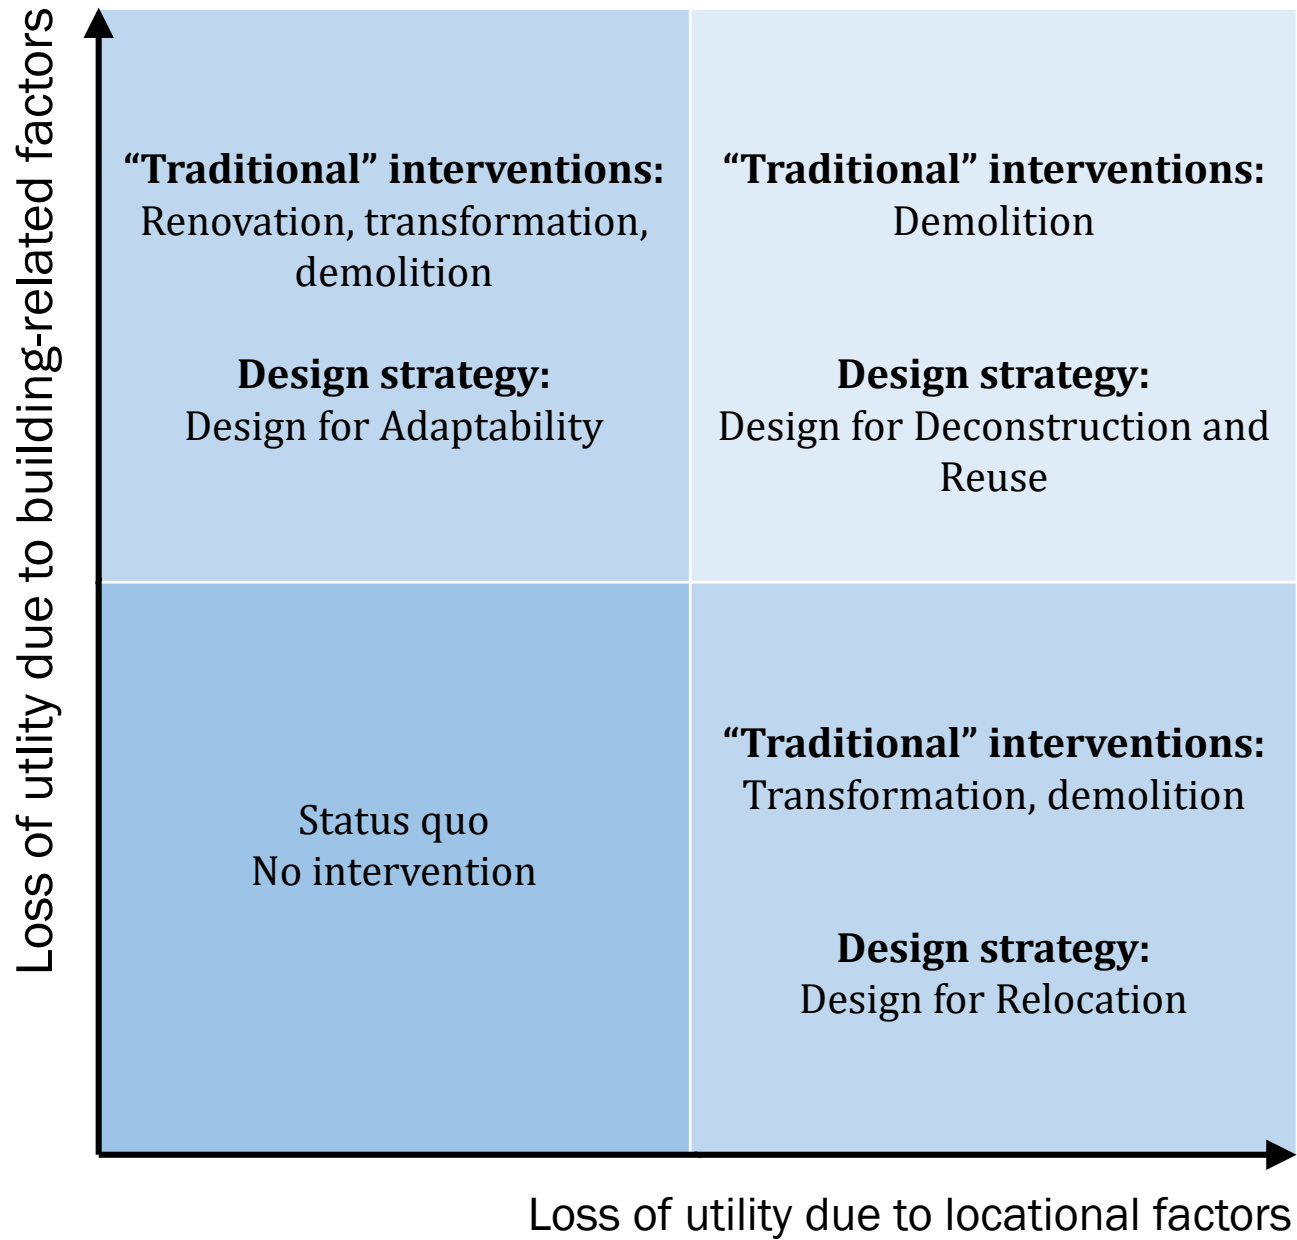 Loss of utlity due to building-related factors
“Traditional” interventions:
Renovation, transformation,
demolition
Design strategy:
Design for Adaptability
“Traditional” interventions:
Demolition
Design strategy:
Design for Deconstruction and
Reuse
Status quo
No intervention
“Traditional” interventions:
Transformation, demolition
Design strategy:
Design for Relocation
Loss of utility due to locational factors